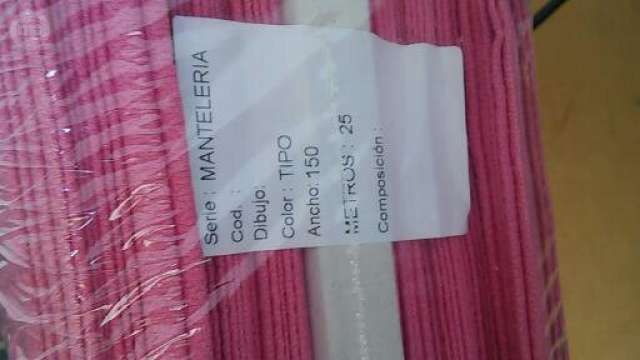 Serie : MANTELERIA
Cod. :
Dibujo:
Color : TIPO
Ancho: 150
METROS : 25
Composición :